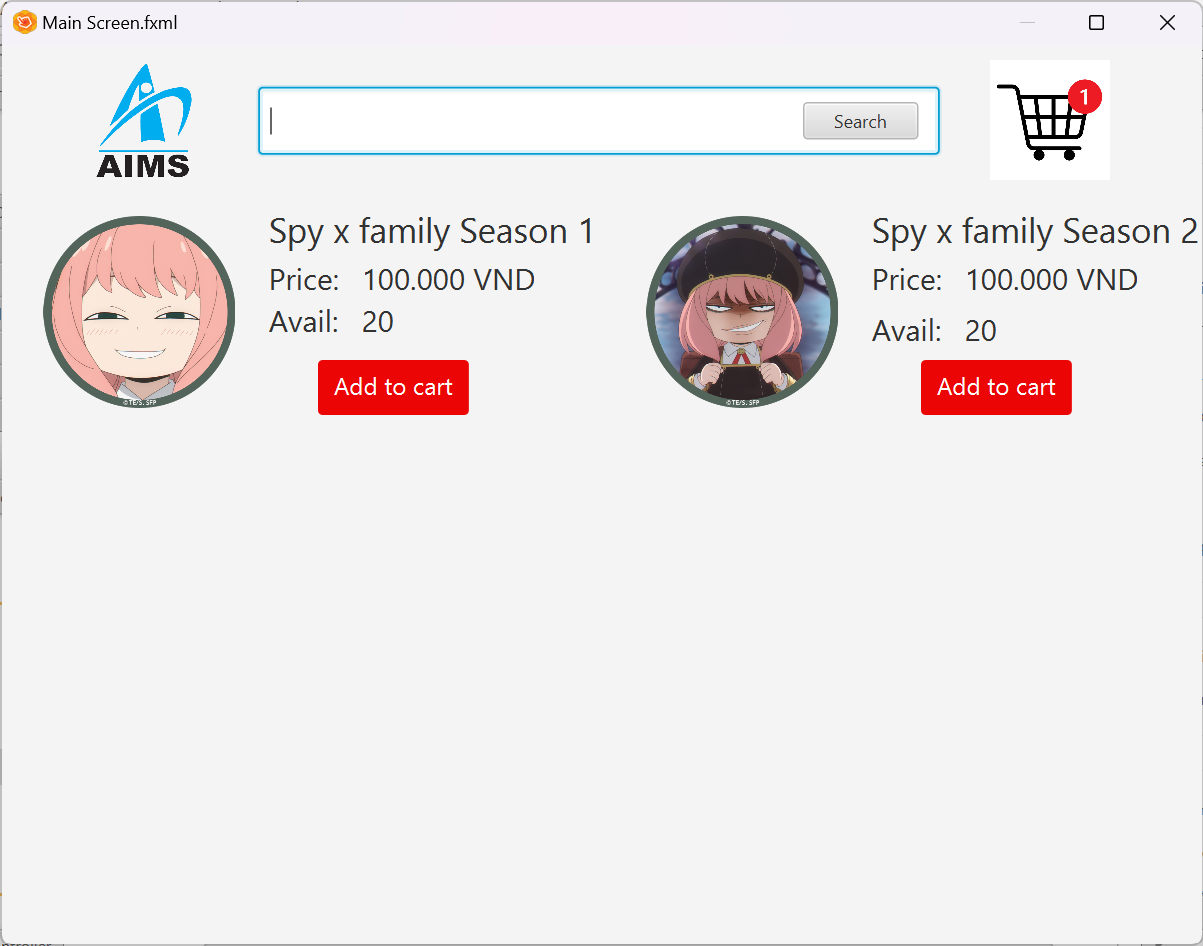 Main Screen.fxml
AIMS
Search
1
Spy x family Season 1
Price: 100.000 VND
Avail: 20
Add to cart
©TE/S, SFP
Spy x family Season 2
Price: 100.000 VND
Avail: 20
Add to cart
©TE/S, SFP